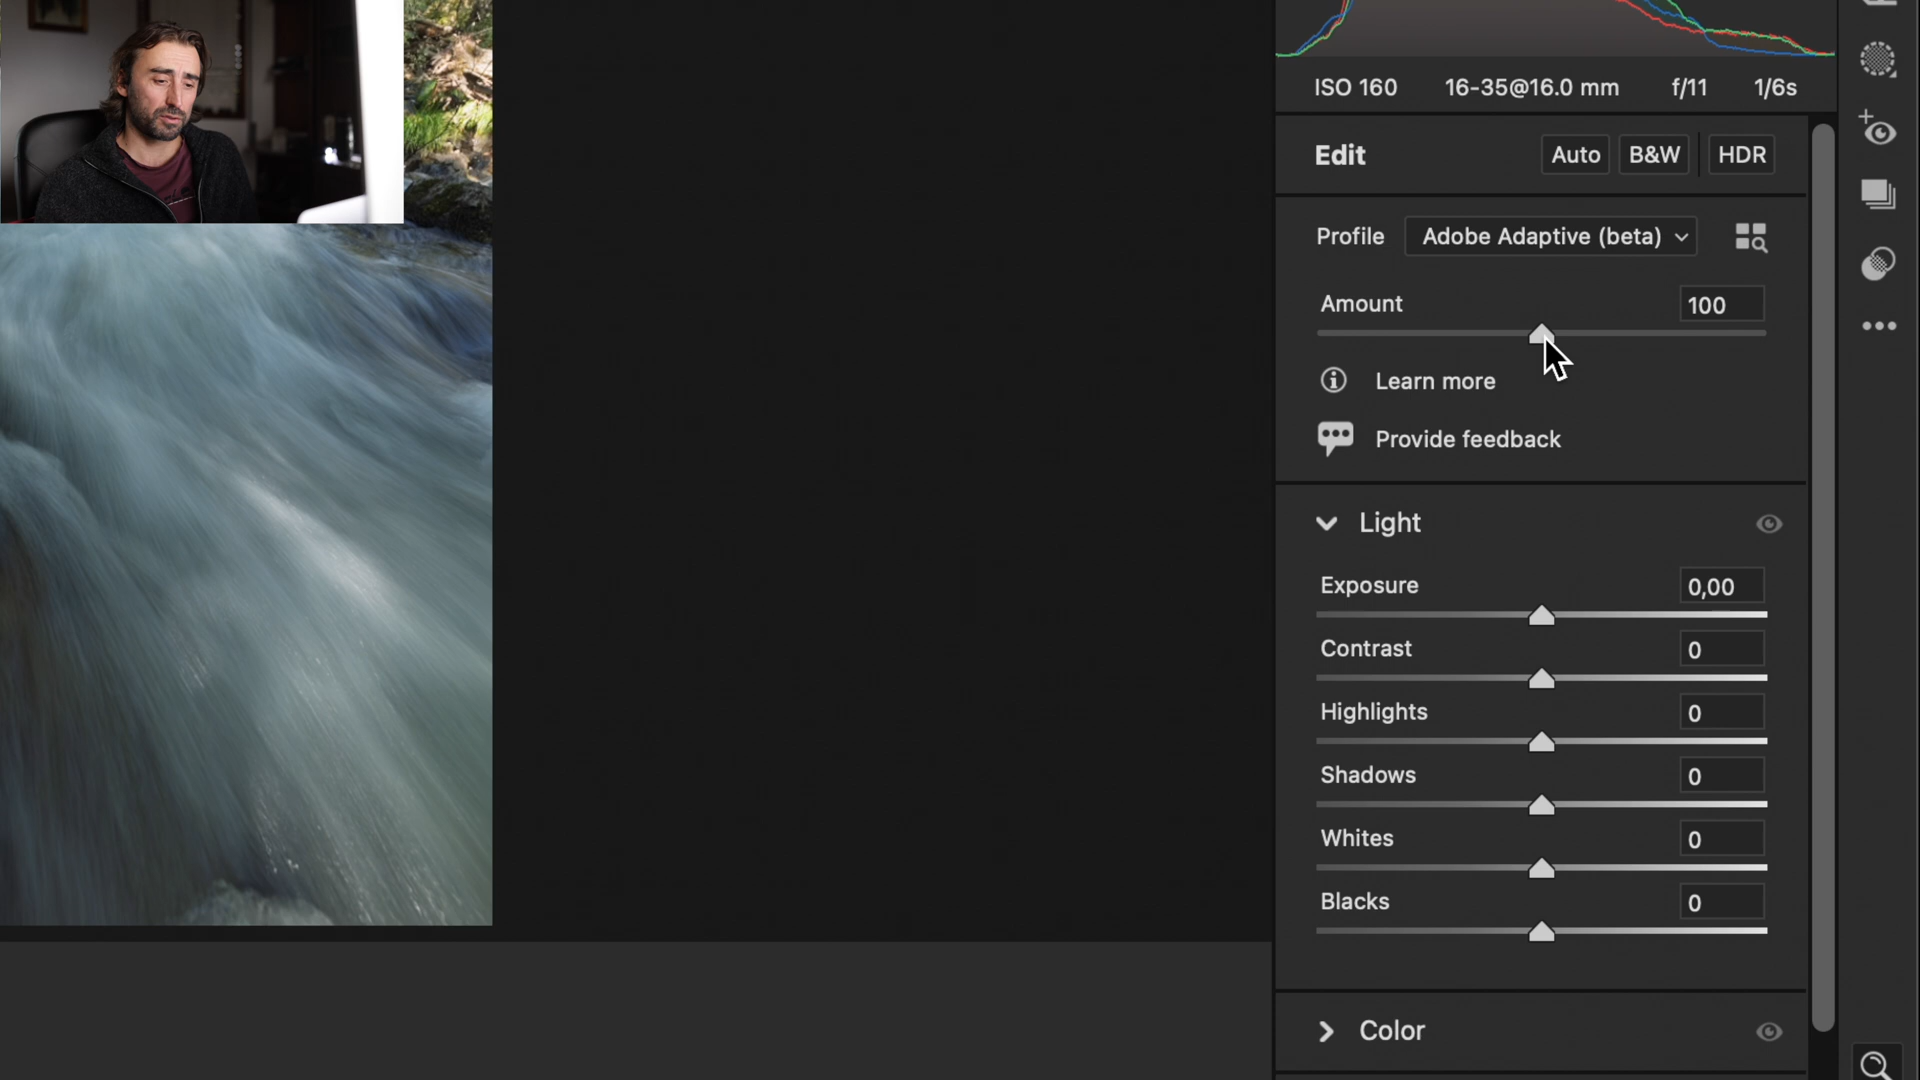 ISO 160 16-35@16.0 mm f/11 1/6s
Edit Auto B&W HDR
Profile Adobe Adaptive (beta)
Amount 100
Learn more
Provide feedback
Light
Exposure 0,00
Contrast 0
Highlights 0
Shadows 0
Whites 0
Blacks 0
Color